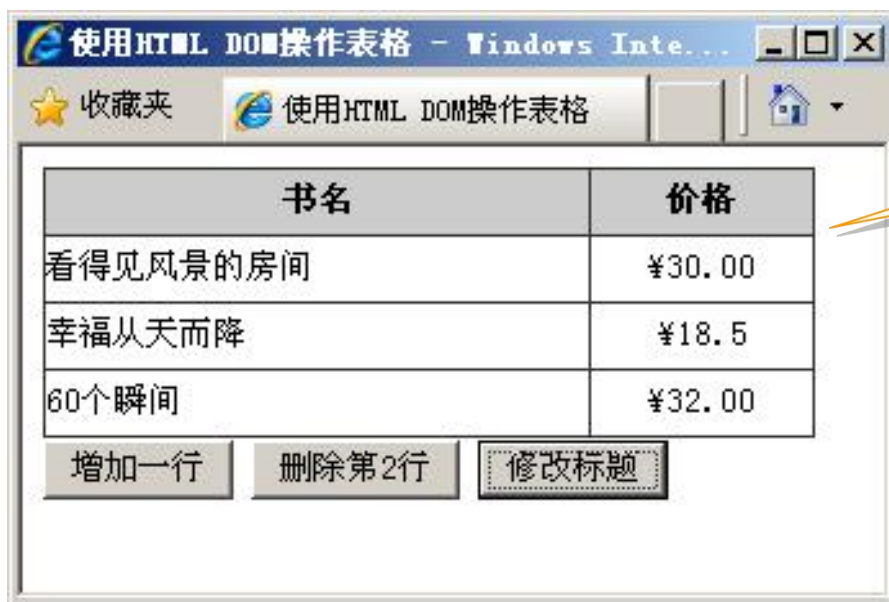 使用HTML DOM操作表格 - Windows Inte...
收藏夹 使用HTML DOM操作表格
书名 价格
看得见风景的房间 ¥30.00
幸福从天而降 ¥18.5
60个瞬间 ¥32.00
增加一行 删除第2行 修改标题